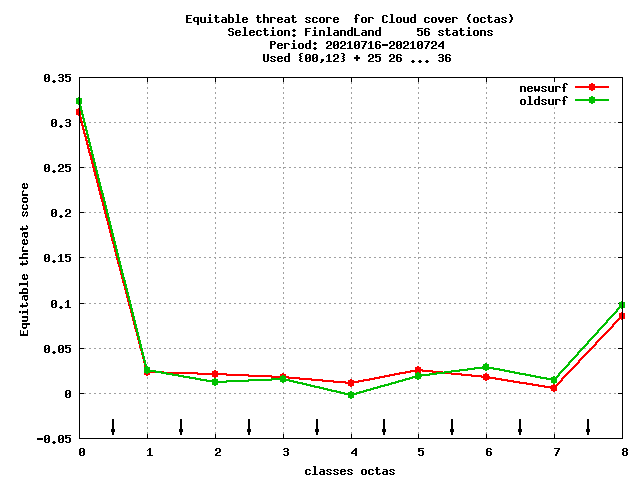 Equitable threat score  for Cloud cover (octas)
Selection: FinlandLand     56 stations
Period: 20210716-20210724
Used {00,12} + 25 26 ... 36
newsurf
oldsurf
Equitable threat score
0.35
0.3
0.25
0.2
0.15
0.1
0.05
0
-0.05
0 1 2 3 4 5 6 7 8
classes octas